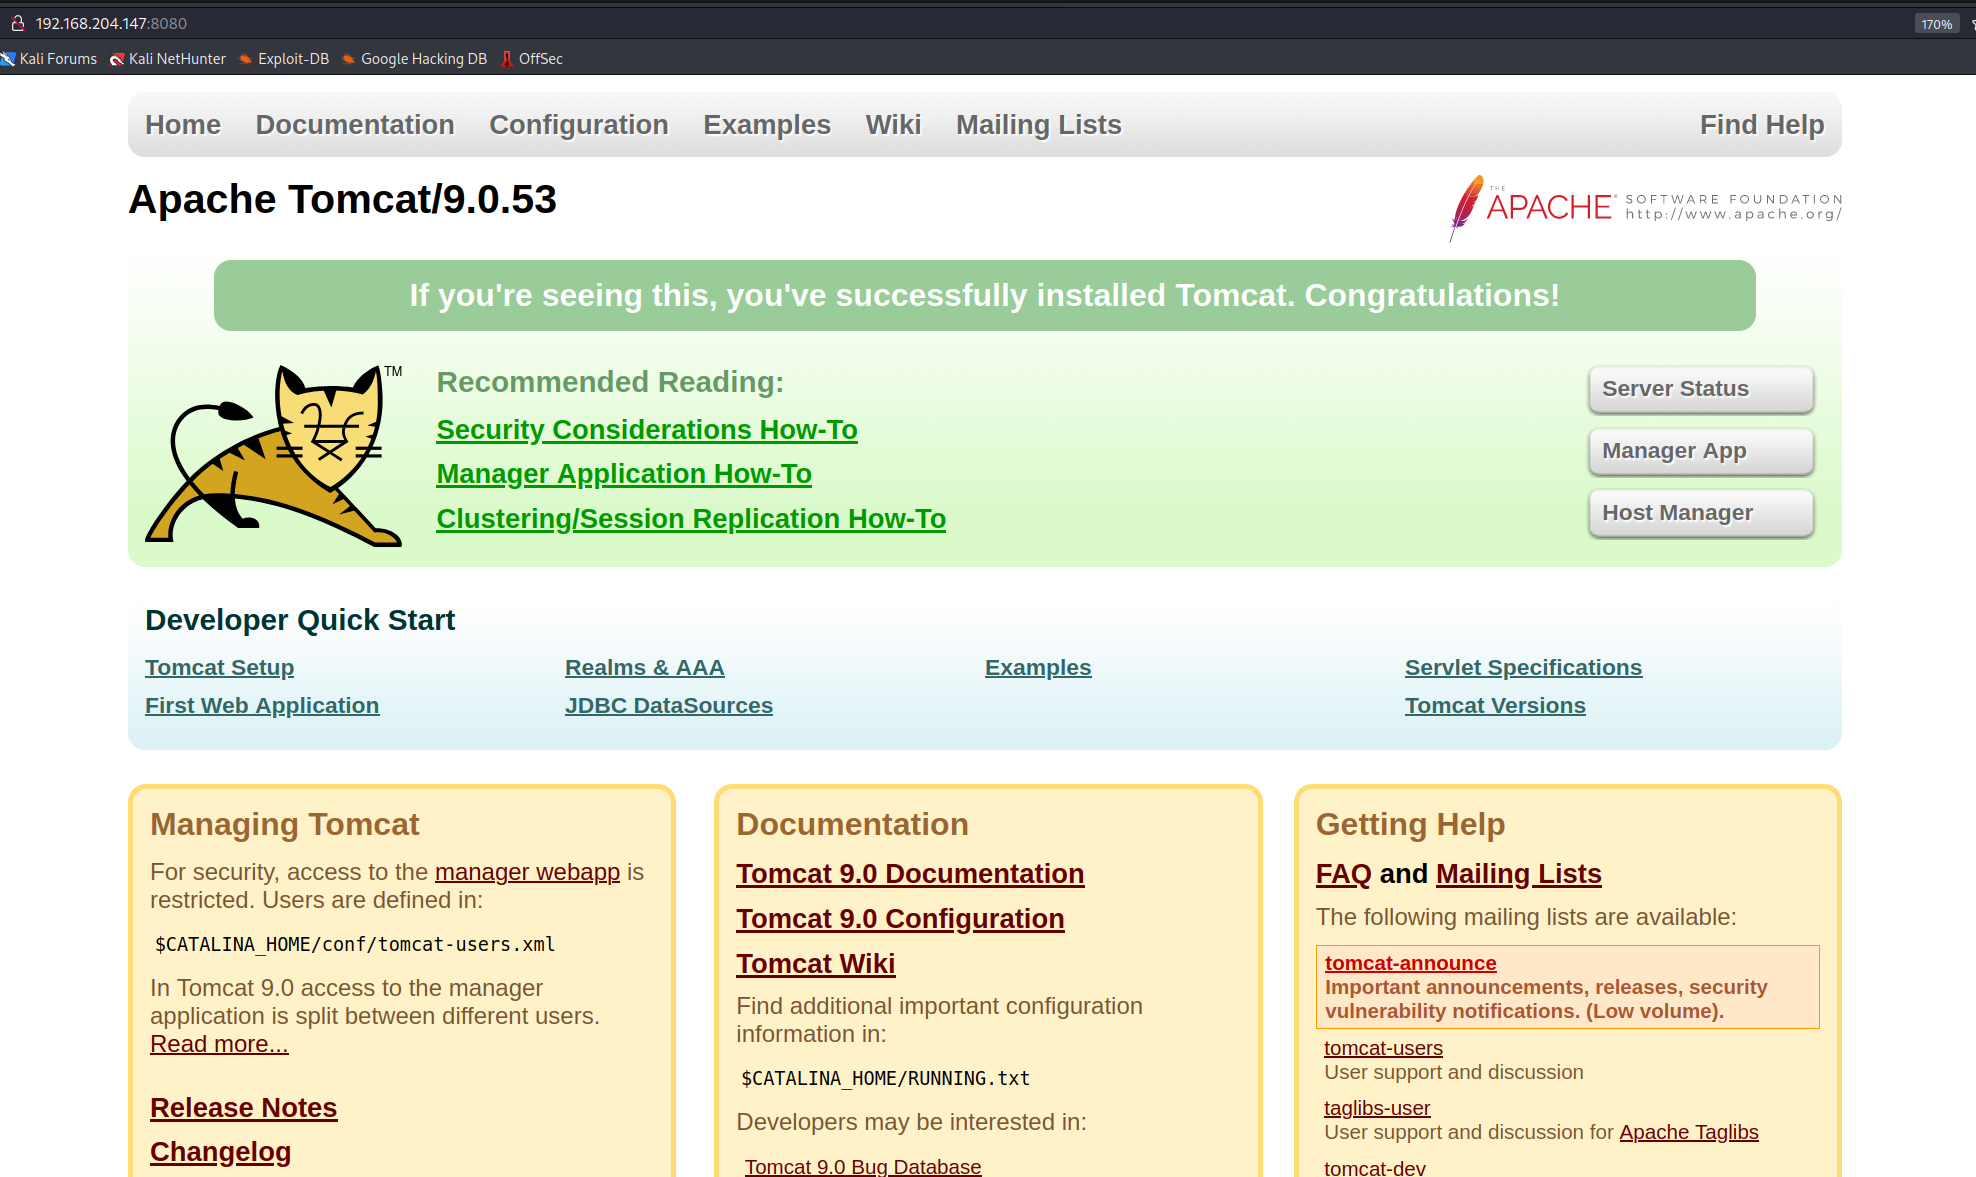 192.168.204.147:8080
170%
Kali Forums Kali NetHunter Exploit-DB Google Hacking DB OffSec
Home Documentation Configuration Examples Wiki Mailing Lists Find Help
Apache Tomcat/9.0.53
THE APACHE® SOFTWARE FOUNDATION
http://www.apache.org/
If you're seeing this, you've successfully installed Tomcat. Congratulations!
TM
Recommended Reading:
Security Considerations How-To
Manager Application How-To
Clustering/Session Replication How-To
Server Status
Manager App
Host Manager
Developer Quick Start
Tomcat Setup
First Web Application
Realms & AAA
JDBC DataSources
Examples
Servlet Specifications
Tomcat Versions
Managing Tomcat
For security, access to the manager webapp is
restricted. Users are defined in:
$CATALINA_HOME/conf/tomcat-users.xml
In Tomcat 9.0 access to the manager
application is split between different users.
Read more...
Release Notes
Changelog
Documentation
Tomcat 9.0 Documentation
Tomcat 9.0 Configuration
Tomcat Wiki
Find additional important configuration
information in:
$CATALINA_HOME/RUNNING.txt
Developers may be interested in:
Tomcat 9.0 Bug Database
Getting Help
FAQ and Mailing Lists
The following mailing lists are available:
tomcat-announce
Important announcements, releases, security
vulnerability notifications. (Low volume).
tomcat-users
User support and discussion
taglibs-user
User support and discussion for Apache Taglibs
tomcat-dev